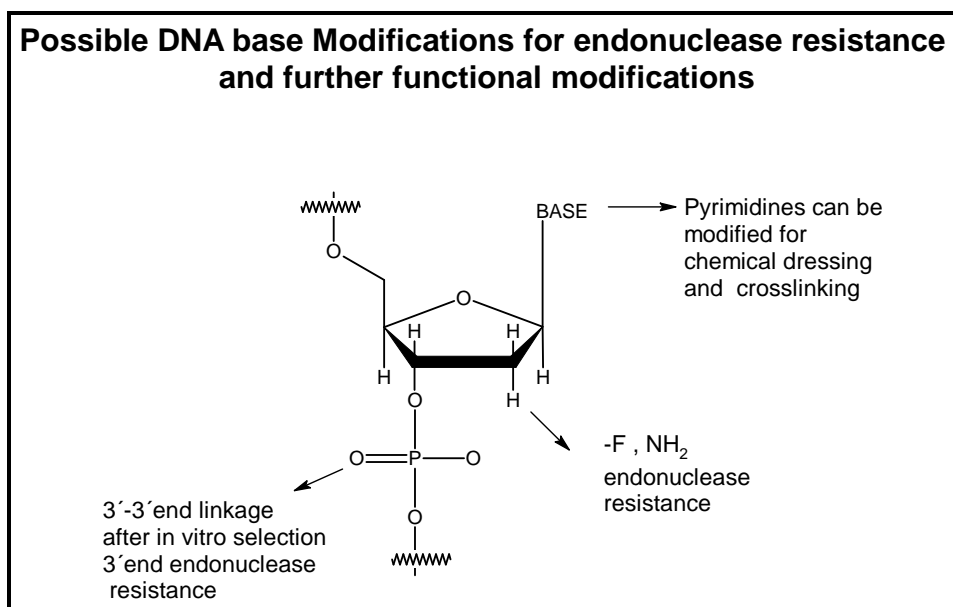 Possible DNA base Modifications for endonuclease resistance
and further functional modifications
BASE
Pyrimidines can be
modified for
chemical dressing
and crosslinking
O
O
H
H
H
H
O
O
P
O
-F , NH2
endonuclease
resistance
3´-3´end linkage
after in vitro selection
3´end endonuclease
resistance
O